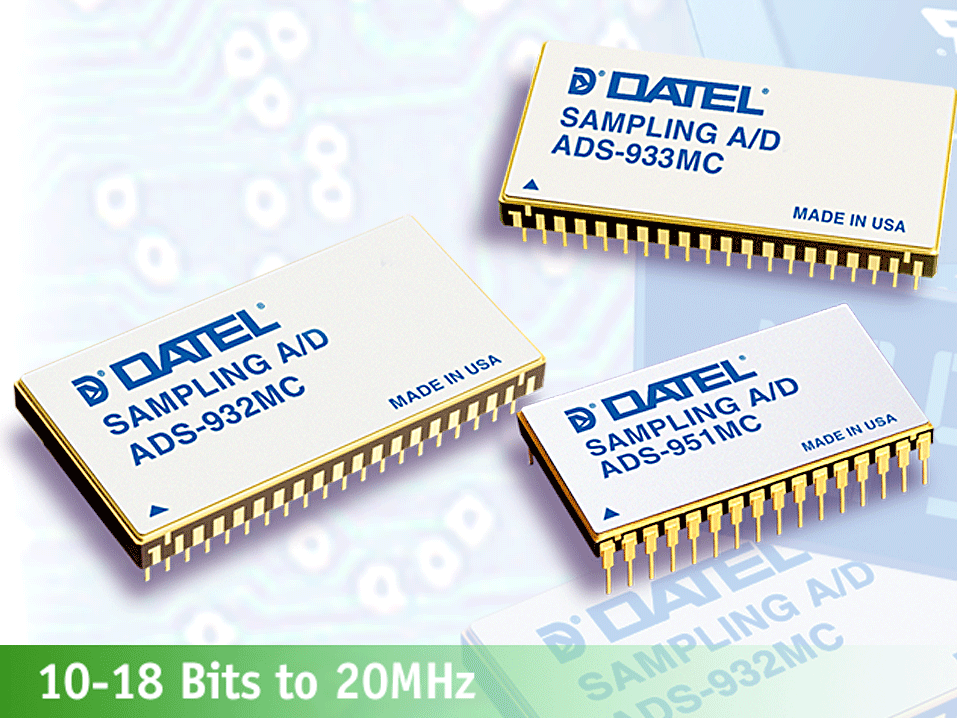 DATEL®
SAMPLING A/D
ADS-933MC
MADE IN USA
DATEL®
SAMPLING A/D
ADS-932MC
MADE IN USA
DATEL®
SAMPLING A/D
ADS-951MC
MADE IN USA
DATEL
SAMPLING A/D
ADS-932MC
10-18 Bits to 20MHz